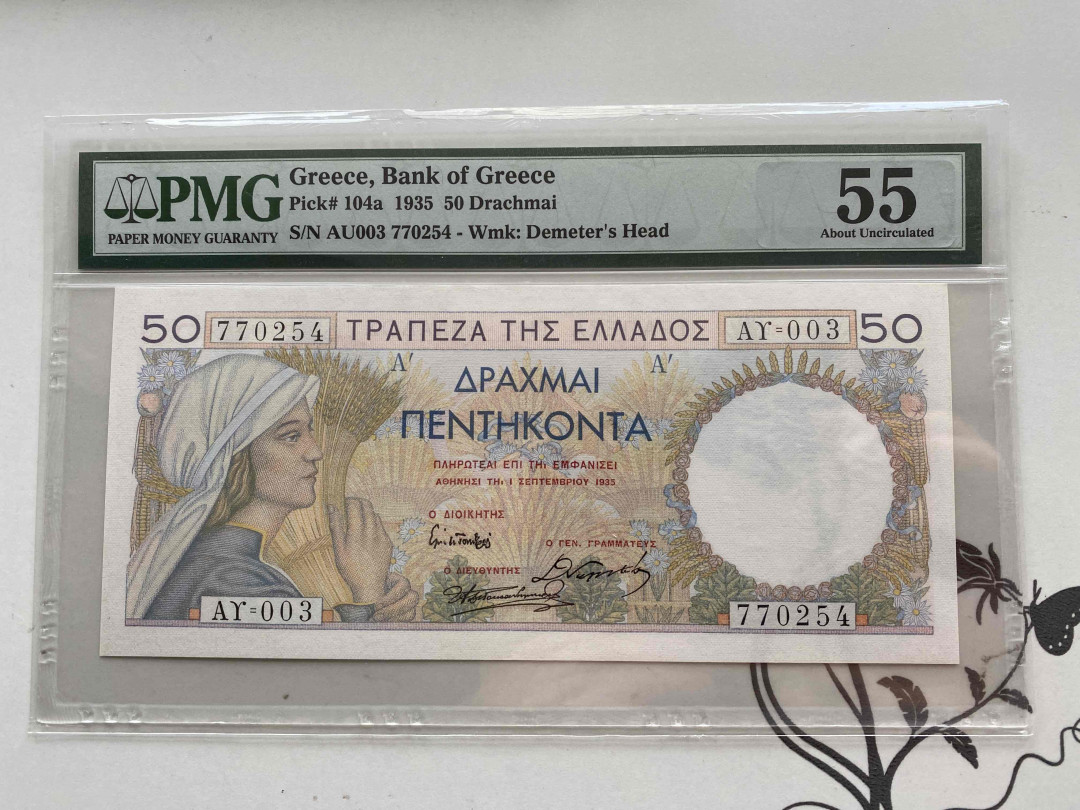 PMG
PAPER MONEY GUARANTY
Greece, Bank of Greece
Pick# 104a 1935 50 Drachmai
S/N AU003 770254 - Wmk: Demeter's Head
55
About Uncirculated
50 770254 ΤΡΑΠΕΖΑ ΤΗΣ ΕΛΛΑΔΟΣ ΑΥ=003 50
Α' Α'
ΔΡΑΧΜΑΙ
ΠΕΝΤΗΚΟΝΤΑ
ΠΛΗΡΩΤΕΑΙ ΕΠΙ ΤΗι ΕΜΦΑΝΙΣΕΙ
ΑΘΗΝΗΣΙ ΤΗι 1 ΣΕΠΤΕΜΒΡΙΟΥ 1935
Ο ΔΙΟΙΚΗΤΗΣ
Ο ΓΕΝ. ΓΡΑΜΜΑΤΕΥΣ
Ο ΔΙΕΥΘΥΝΤΗΣ
ΑΥ=003 770254